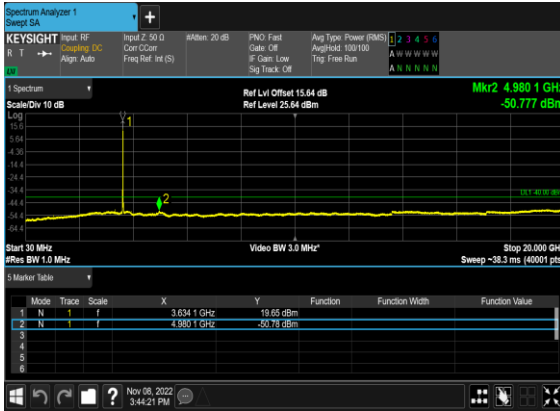 Spectrum Analyzer 1
Swept SA
+
KEYSIGHT Input: RF Input Z: 50 Ω #Atten: 20 dB PNO: Fast Avg Type: Power (RMS) 1 2 3 4 5 6
R T Coupling: DC Corr CCorr Gate: Off Avg|Hold: 100/100 A W W W W W
Align: Auto Freq Ref: Int (S) IF Gain: Low Trig: Free Run
Sig Track: Off A N N N N N
1 Spectrum Ref Lvl Offset 15.64 dB Mkr2 4.980 1 GHz
Scale/Div 10 dB Ref Level 25.64 dBm -50.777 dBm
Log
15.6
5.64
-4.36
-14.4
-24.4
-34.4
-44.4
-54.4
-64.4
1
2
DL1 -40.00 dBm
Start 30 MHz Video BW 3.0 MHz* Stop 20.000 GHz
#Res BW 1.0 MHz Sweep ~38.3 ms (40001 pts)
5 Marker Table
Mode Trace Scale X Y Function Function Width Function Value
1 N 1 f 3.634 1 GHz 19.65 dBm
2 N 1 f 4.980 1 GHz -50.78 dBm
3
4
5
6
? Nov 08, 2022
3:44:21 PM